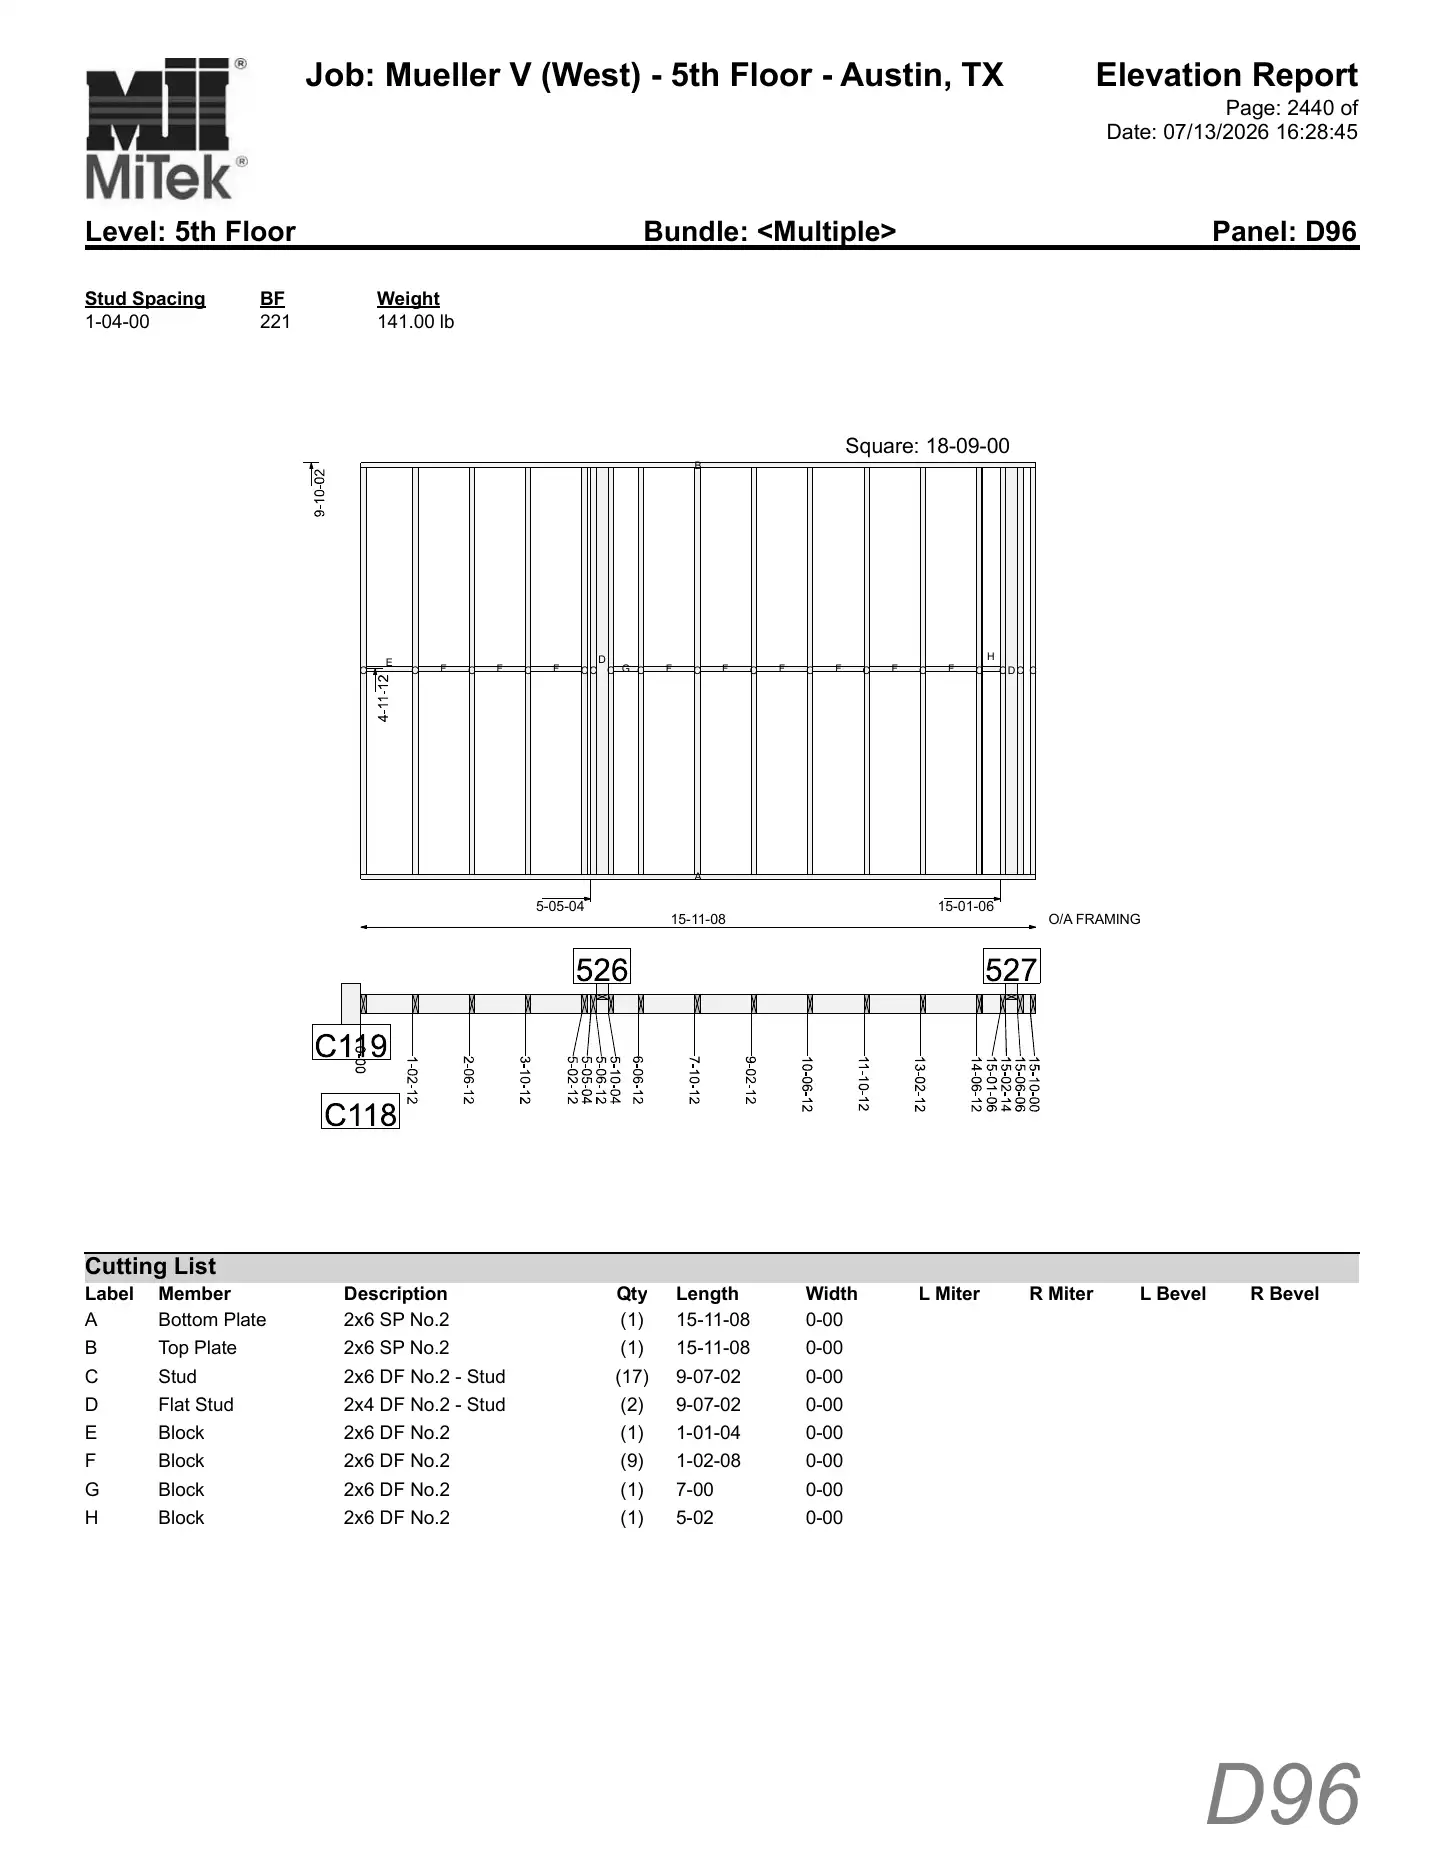 Job: Mueller V (West) - 5th Floor - Austin, TX
Elevation Report
Page: 2440 of
Date: 07/13/2026 16:28:45
MiTek®
Level: 5th Floor Bundle: <Multiple> Panel: D96
Stud Spacing BF Weight
1-04-00 221 141.00 lb
Square: 18-09-00
B
9-10-02
E F F F D G F F F F F F H D
4-11-12
A
5-05-04 15-01-06
15-11-08 O/A FRAMING
526 527
C119
0-00 1-02-12 2-06-12 3-10-12 5-02-12 5-05-04 5-06-12 5-10-04 6-06-12 7-10-12 9-02-12 10-06-12 11-10-12 13-02-12 14-06-12 15-01-06 15-02-14 15-06-06 15-10-00
C118
Cutting List
Label Member Description Qty Length Width L Miter R Miter L Bevel R Bevel
A Bottom Plate 2x6 SP No.2 (1) 15-11-08 0-00
B Top Plate 2x6 SP No.2 (1) 15-11-08 0-00
C Stud 2x6 DF No.2 - Stud (17) 9-07-02 0-00
D Flat Stud 2x4 DF No.2 - Stud (2) 9-07-02 0-00
E Block 2x6 DF No.2 (1) 1-01-04 0-00
F Block 2x6 DF No.2 (9) 1-02-08 0-00
G Block 2x6 DF No.2 (1) 7-00 0-00
H Block 2x6 DF No.2 (1) 5-02 0-00
D96